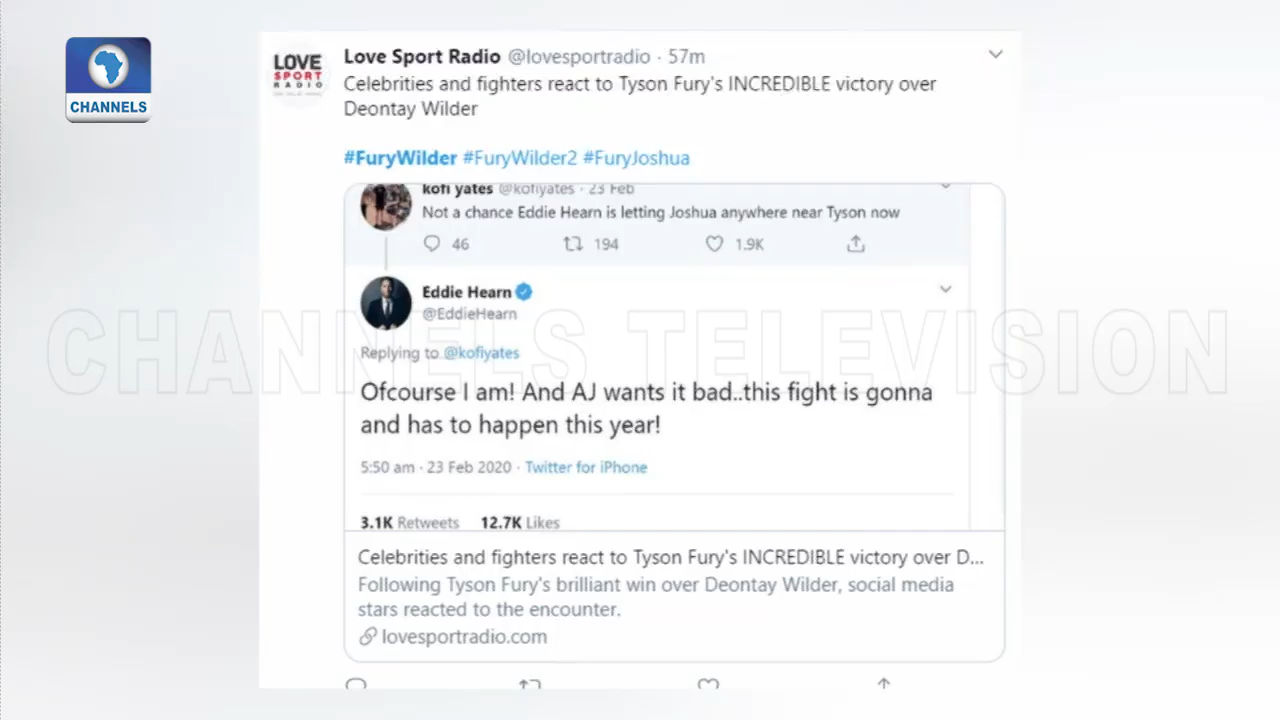 CHANNELS
LOVE
SPORT
RADIO
Love Sport Radio @lovesportradio · 57m
Celebrities and fighters react to Tyson Fury's INCREDIBLE victory over
Deontay Wilder
#FuryWilder #FuryWilder2 #FuryJoshua
kofi yates @kofiyates · 23 Feb
Not a chance Eddie Hearn is letting Joshua anywhere near Tyson now
46 194 1.9K
Eddie Hearn
@EddieHearn
CHANNELS TELEVISION
Replying to @kofiyates
Ofcourse I am! And AJ wants it bad..this fight is gonna
and has to happen this year!
5:50 am · 23 Feb 2020 · Twitter for iPhone
3.1K Retweets 12.7K Likes
Celebrities and fighters react to Tyson Fury's INCREDIBLE victory over D...
Following Tyson Fury's brilliant win over Deontay Wilder, social media
stars reacted to the encounter.
lovesportradio.com